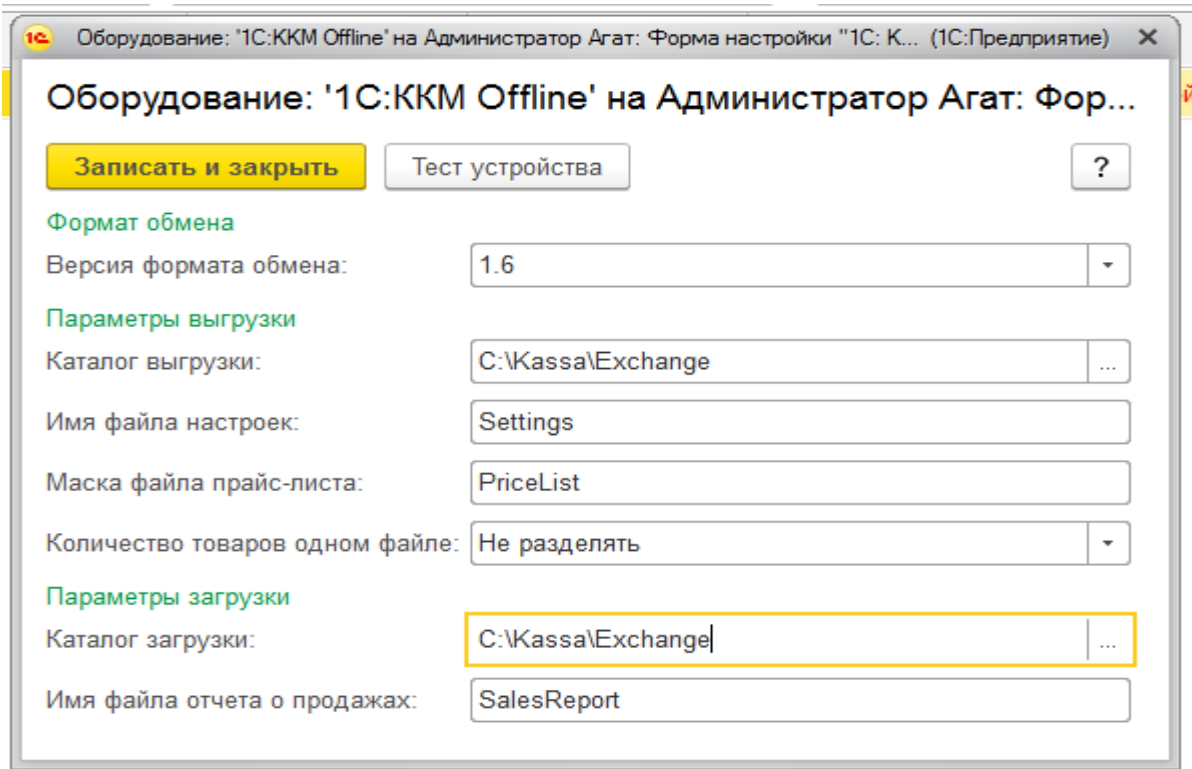 1С Оборудование: '1С:ККМ Offline' на Администратор Агат: Форма настройки "1С: К... (1С:Предприятие) ×
Оборудование: '1С:ККМ Offline' на Администратор Агат: Фор...
Записать и закрыть Тест устройства ?
Формат обмена
Версия формата обмена: 1.6
Параметры выгрузки
Каталог выгрузки: C:\Kassa\Exchange ...
Имя файла настроек: Settings
Маска файла прайс-листа: PriceList
Количество товаров одном файле: Не разделять
Параметры загрузки
Каталог загрузки: C:\Kassa\Exchange ...
Имя файла отчета о продажах: SalesReport